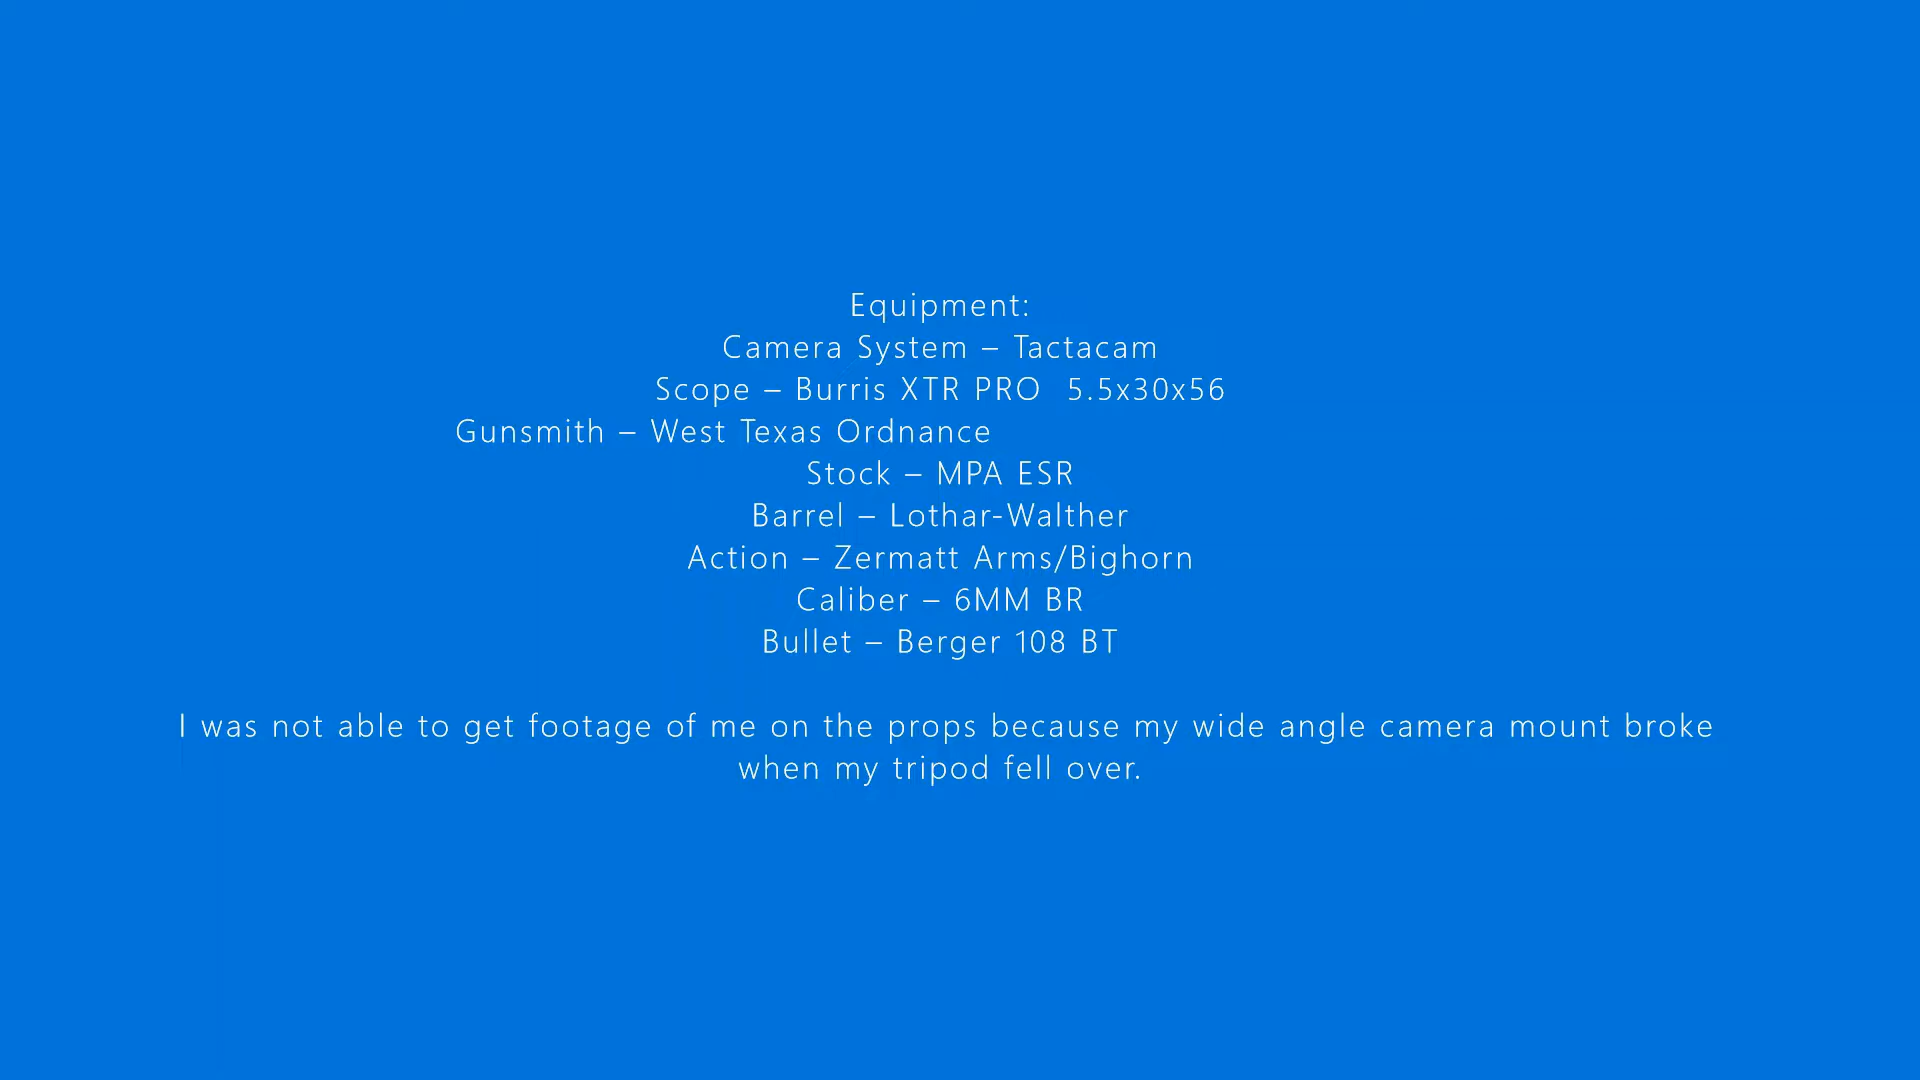 Equipment:
Camera System – Tactacam
Scope – Burris XTR PRO  5.5x30x56
Gunsmith – West Texas Ordnance
Stock – MPA ESR
Barrel – Lothar-Walther
Action – Zermatt Arms/Bighorn
Caliber – 6MM BR
Bullet – Berger 108 BT
I was not able to get footage of me on the props because my wide angle camera mount broke
when my tripod fell over.